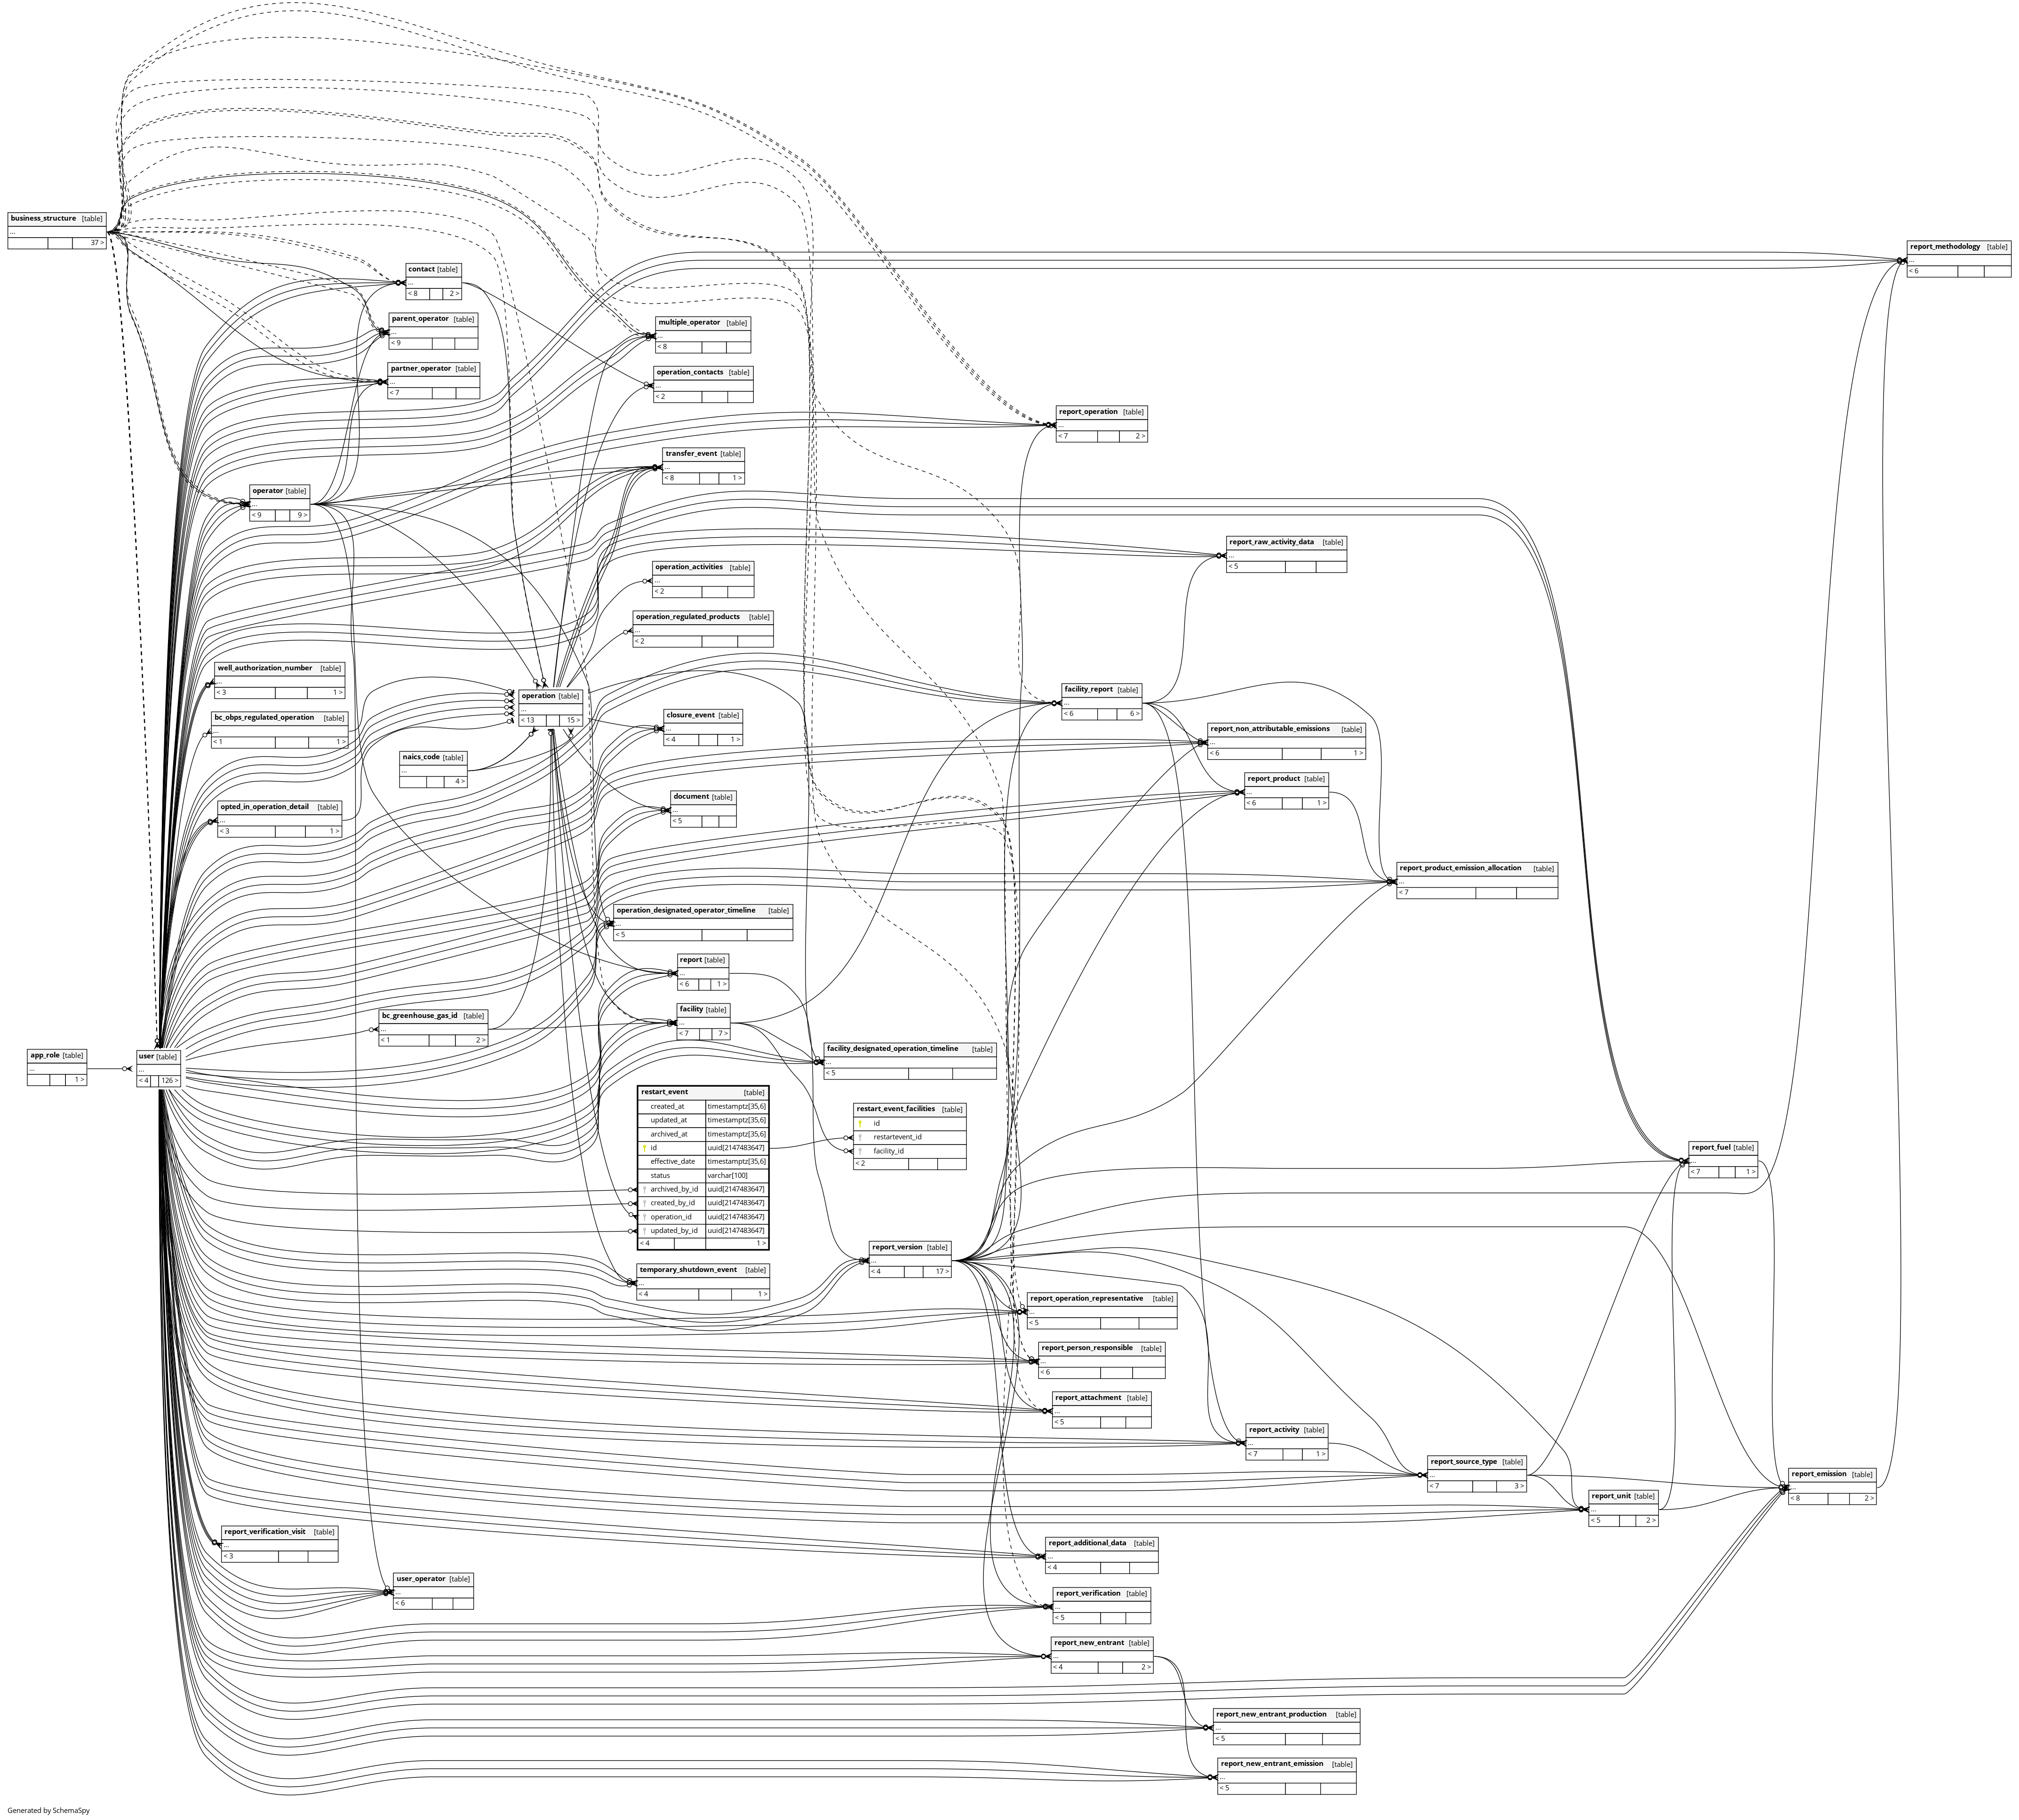 business_structure [table]
...
37 >
report_methodology [table]
...
< 6
contact [table]
...
< 8 2 >
parent_operator [table]
...
< 9
multiple_operator [table]
...
< 8
partner_operator [table]
...
< 7
operation_contacts [table]
...
< 2
report_operation [table]
...
< 7 2 >
transfer_event [table]
...
< 8 1 >
operator [table]
...
< 9 9 >
report_raw_activity_data [table]
...
< 5
operation_activities [table]
...
< 2
operation_regulated_products [table]
...
< 2
well_authorization_number [table]
...
< 3 1 >
operation [table]
...
< 13 15 >
facility_report [table]
...
< 6 6 >
bc_obps_regulated_operation [table]
...
< 1 1 >
closure_event [table]
...
< 4 1 >
report_non_attributable_emissions [table]
...
< 6 1 >
naics_code [table]
...
4 >
report_product [table]
...
< 6 1 >
document [table]
...
< 5
opted_in_operation_detail [table]
...
< 3 1 >
report_product_emission_allocation [table]
...
< 7
operation_designated_operator_timeline [table]
...
< 5
report [table]
...
< 6 1 >
facility [table]
...
< 7 7 >
bc_greenhouse_gas_id [table]
...
< 1 2 >
app_role [table]
...
1 >
user [table]
...
< 4 126 >
facility_designated_operation_timeline [table]
...
< 5
restart_event [table]
created_at timestamptz[35,6]
updated_at timestamptz[35,6]
archived_at timestamptz[35,6]
id uuid[2147483647]
effective_date timestamptz[35,6]
status varchar[100]
archived_by_id uuid[2147483647]
created_by_id uuid[2147483647]
operation_id uuid[2147483647]
updated_by_id uuid[2147483647]
< 4 1 >
restart_event_facilities [table]
id
restartevent_id
facility_id
< 2
report_fuel [table]
...
< 7 1 >
report_version [table]
...
< 4 17 >
temporary_shutdown_event [table]
...
< 4 1 >
report_operation_representative [table]
...
< 5
report_person_responsible [table]
...
< 6
report_attachment [table]
...
< 5
report_activity [table]
...
< 7 1 >
report_source_type [table]
...
< 7 3 >
report_emission [table]
...
< 8 2 >
report_unit [table]
...
< 5 2 >
report_verification_visit [table]
...
< 3
report_additional_data [table]
...
< 4
user_operator [table]
...
< 6
report_verification [table]
...
< 5
report_new_entrant [table]
...
< 4 2 >
report_new_entrant_production [table]
...
< 5
report_new_entrant_emission [table]
...
< 5
Generated by SchemaSpy